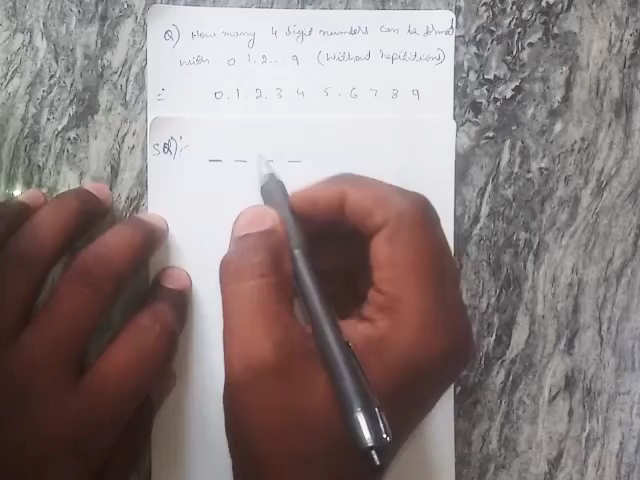 Q) How many 4 digit numbers can be formed
with 0,1,2.. 9 (Without repititions)
∴ 0, 1, 2, 3 4 5, 6 7 8 9
Sol):-